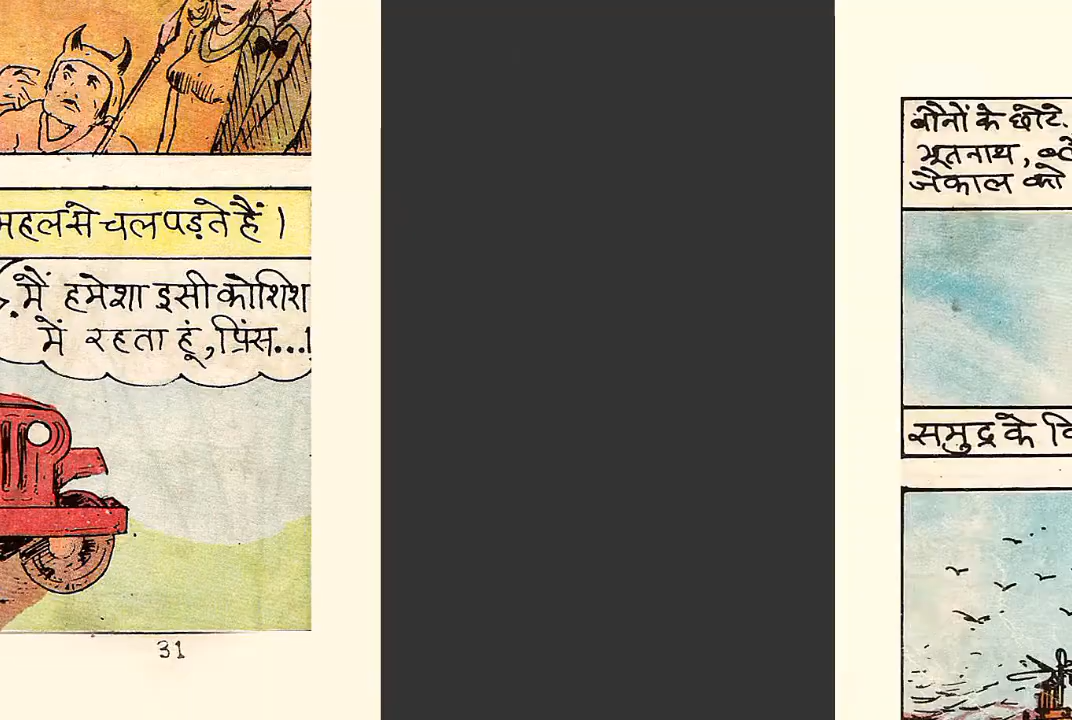 महल से चल पड़ते हैं।
मैं हमेशा इसी कोशिश
में रहता हूं, प्रिंस...!
31
बौनों के छोटे.
भूतनाथ,
जैकाल को
समुद्र के